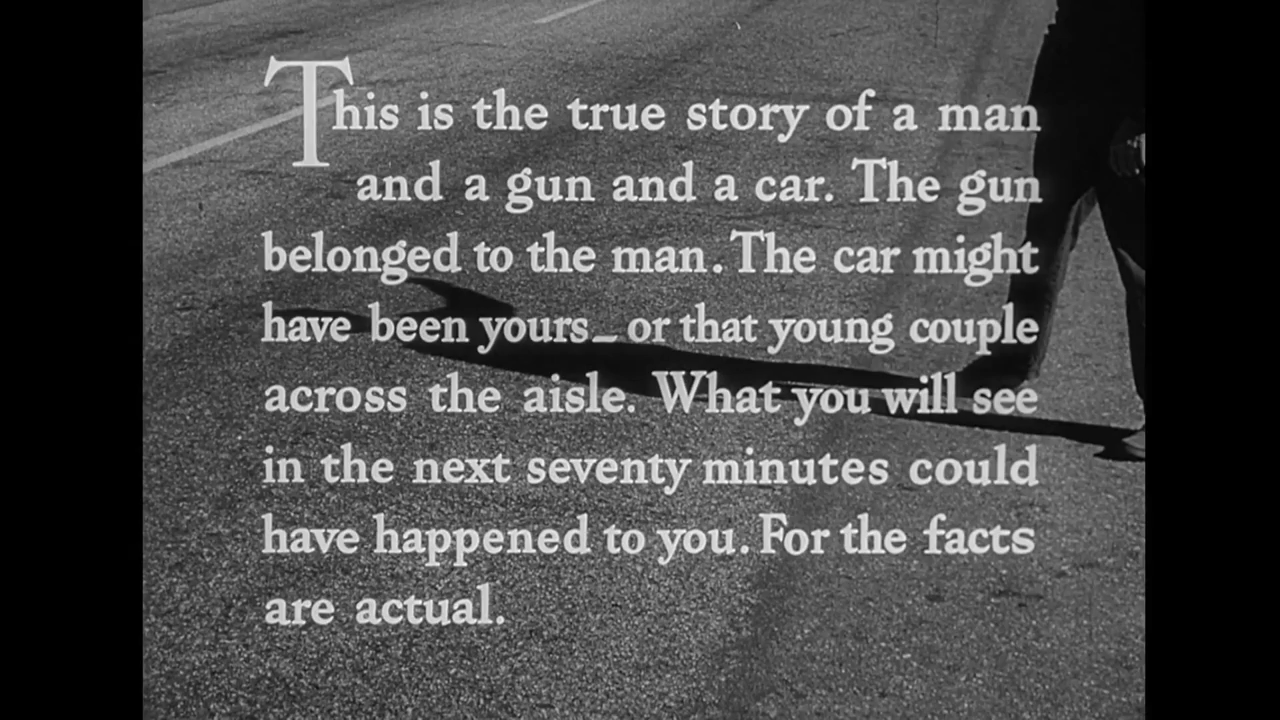 This is the true story of a man
and a gun and a car. The gun
belonged to the man. The car might
have been yours—or that young couple
across the aisle. What you will see
in the next seventy minutes could
have happened to you. For the facts
are actual.